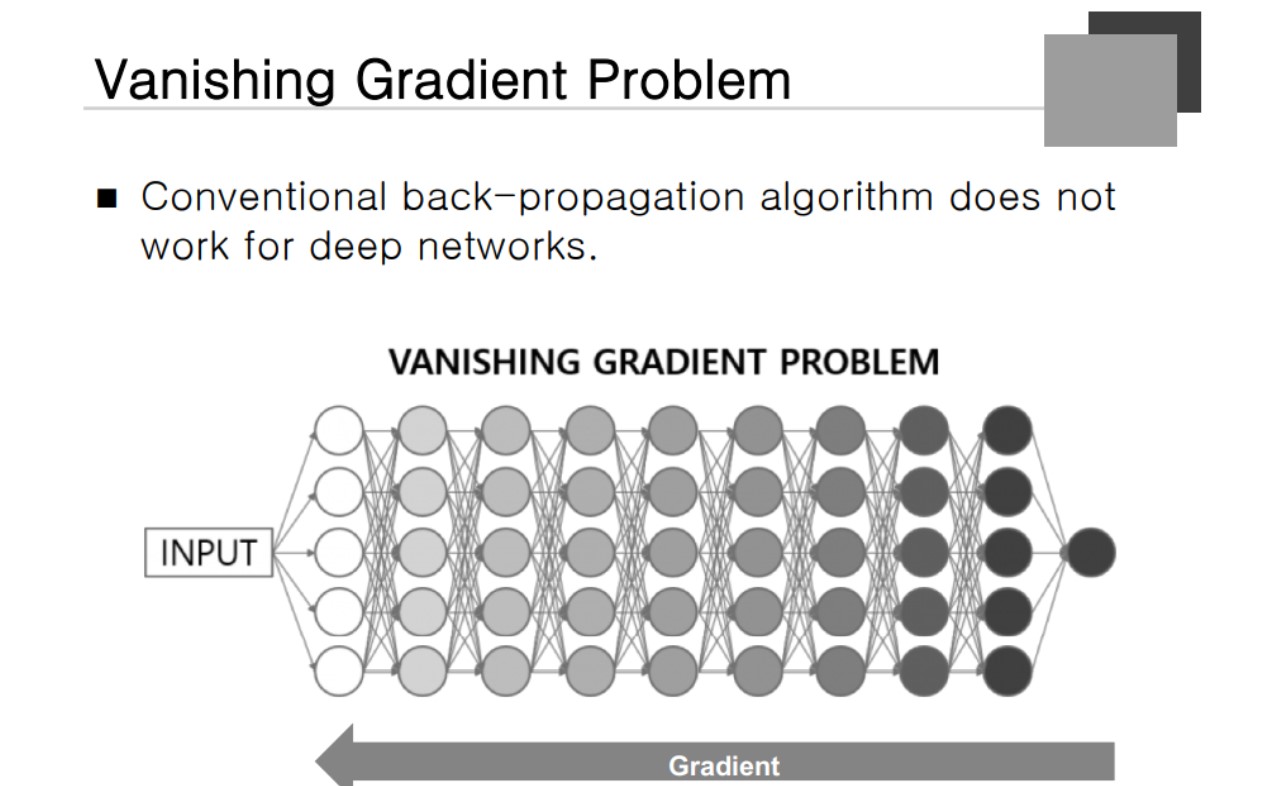 Vanishing Gradient Problem
■ Conventional back-propagation algorithm does not
work for deep networks.
VANISHING GRADIENT PROBLEM
INPUT
Gradient